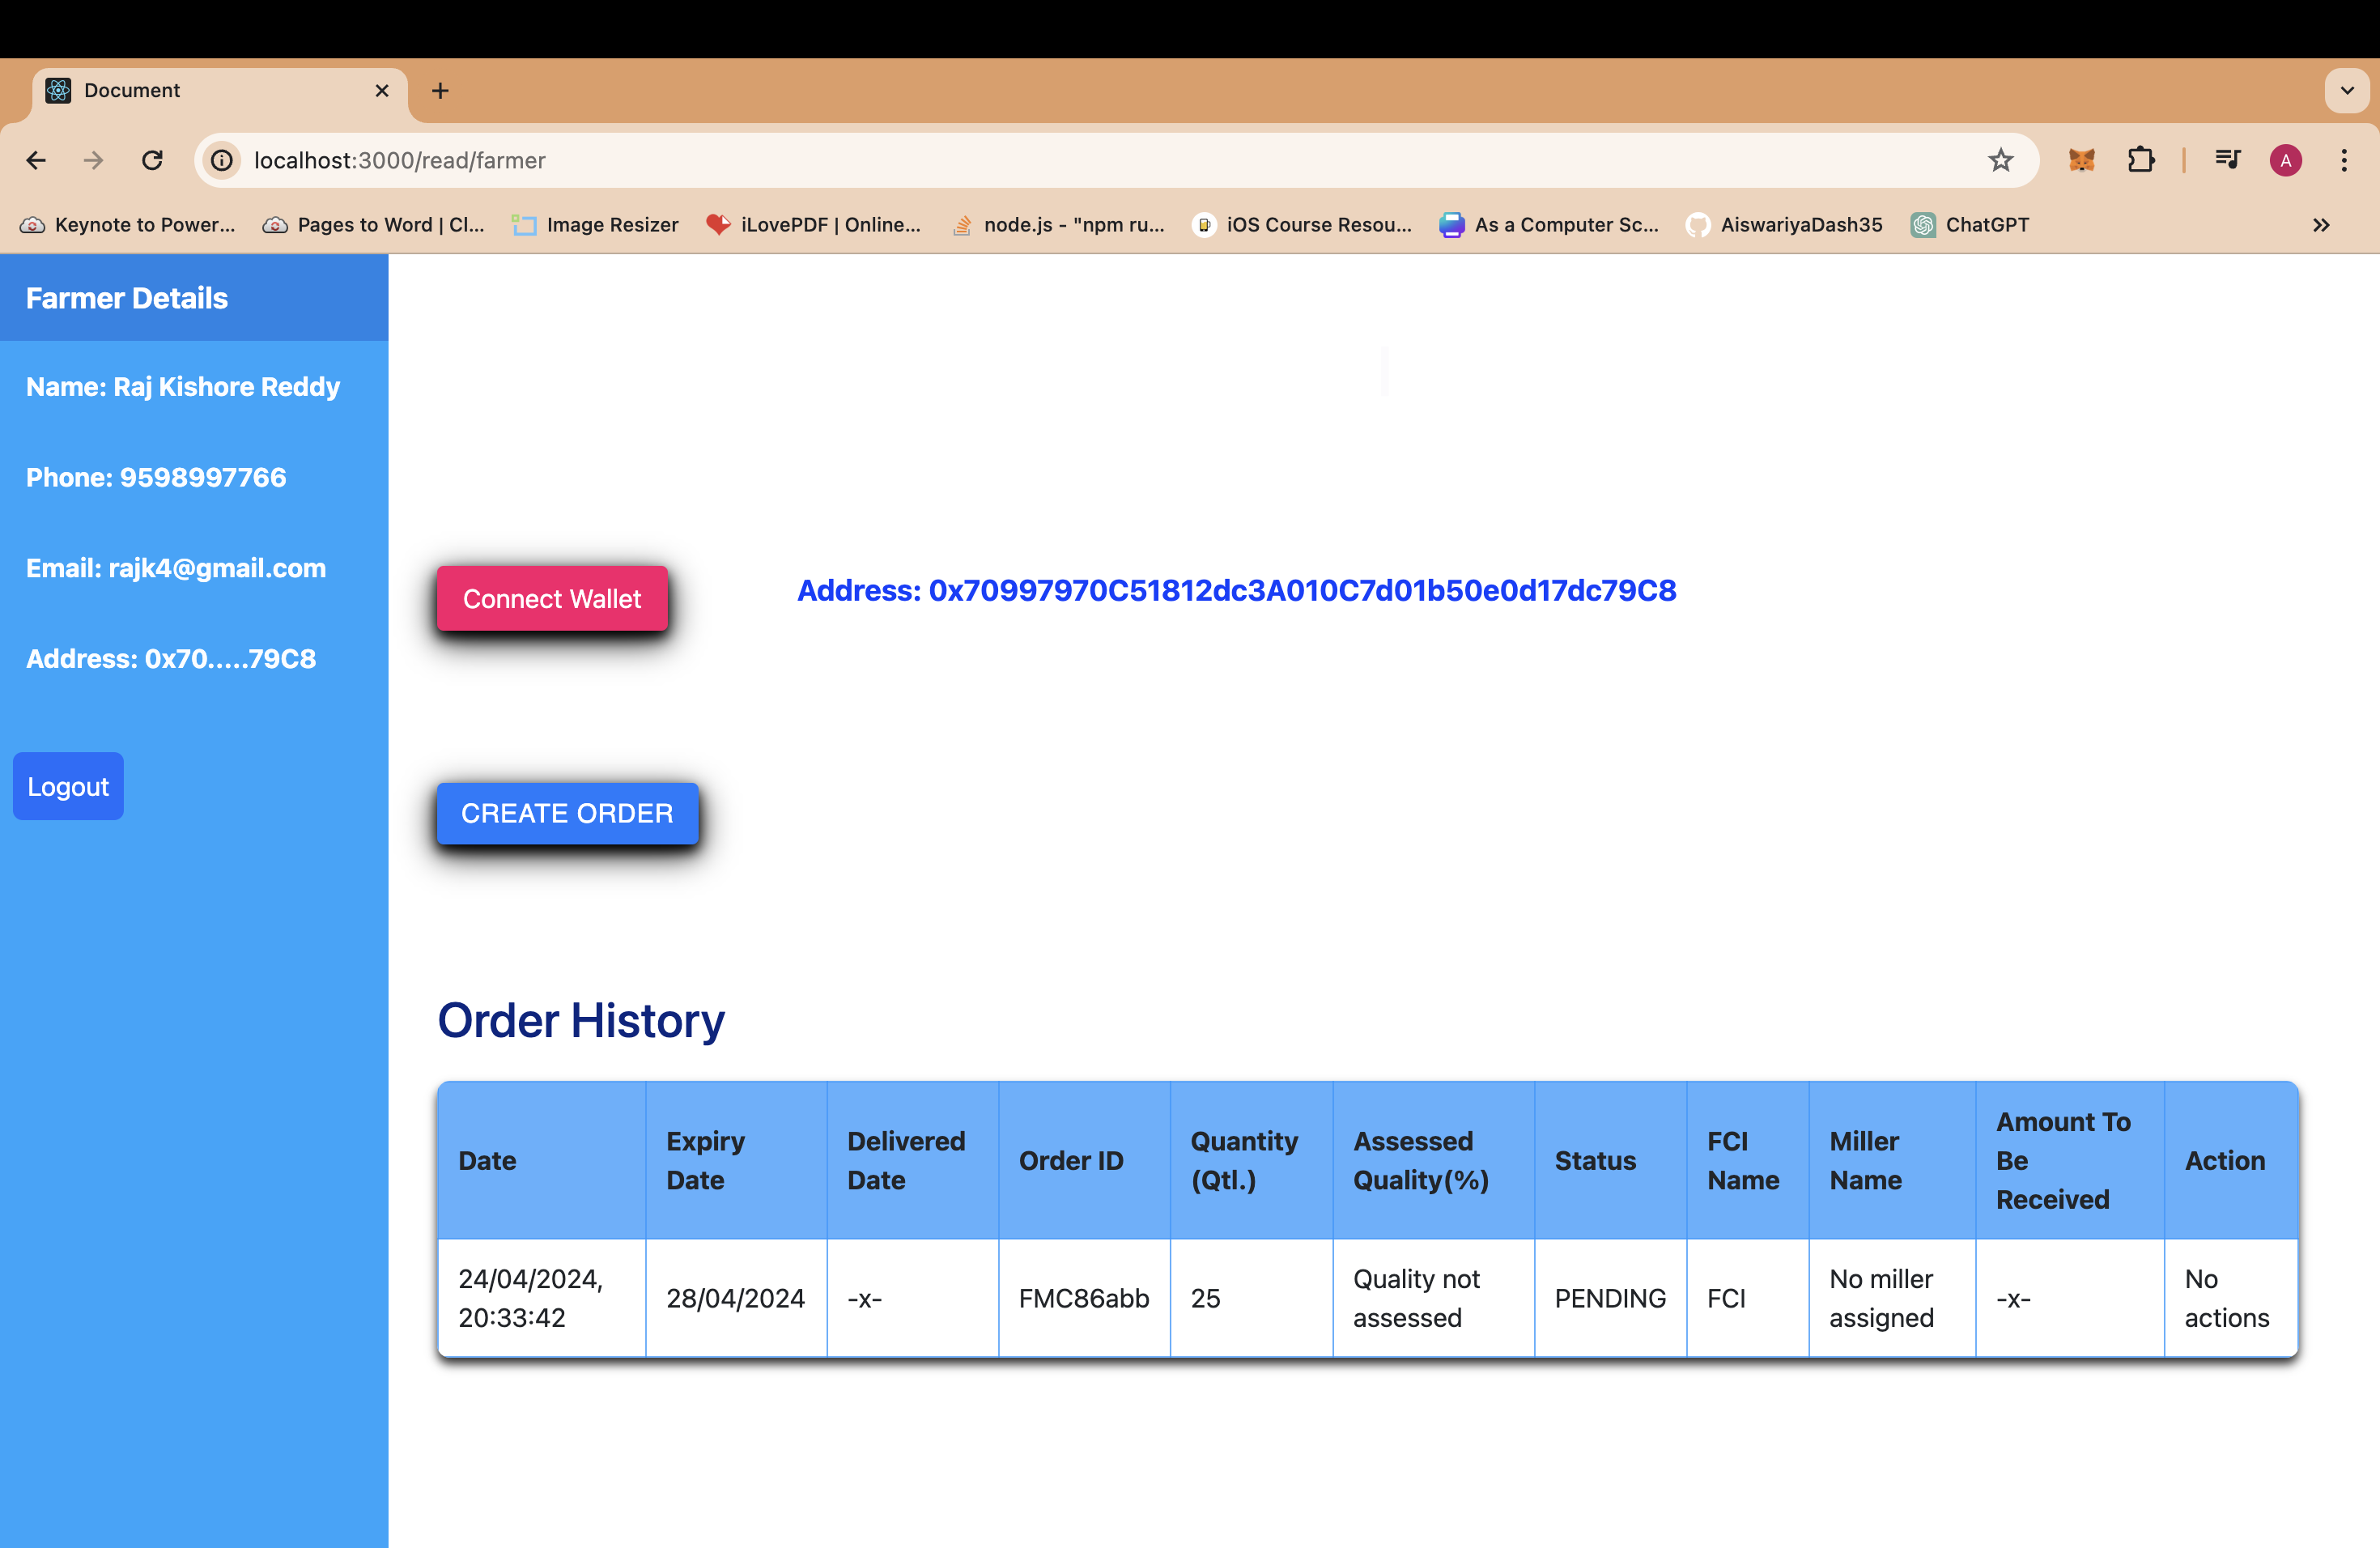 Document
localhost:3000/read/farmer
A
Keynote to Power... Pages to Word | Cl... Image Resizer iLovePDF | Online... node.js - "npm ru... iOS Course Resou... As a Computer Sc... AiswariyaDash35 ChatGPT
Farmer Details
Name: Raj Kishore Reddy
Phone: 9598997766
Email: rajk4@gmail.com
Address: 0x70.....79C8
Logout
Connect Wallet
Address: 0x70997970C51812dc3A010C7d01b50e0d17dc79C8
CREATE ORDER
Order History
Date
Expiry
Date
Delivered
Date
Order ID
Quantity
(Qtl.)
Assessed
Quality(%)
Status
FCI
Name
Miller
Name
Amount To
Be
Received
Action
24/04/2024,
20:33:42
28/04/2024
-x-
FMC86abb
25
Quality not
assessed
PENDING
FCI
No miller
assigned
-x-
No
actions